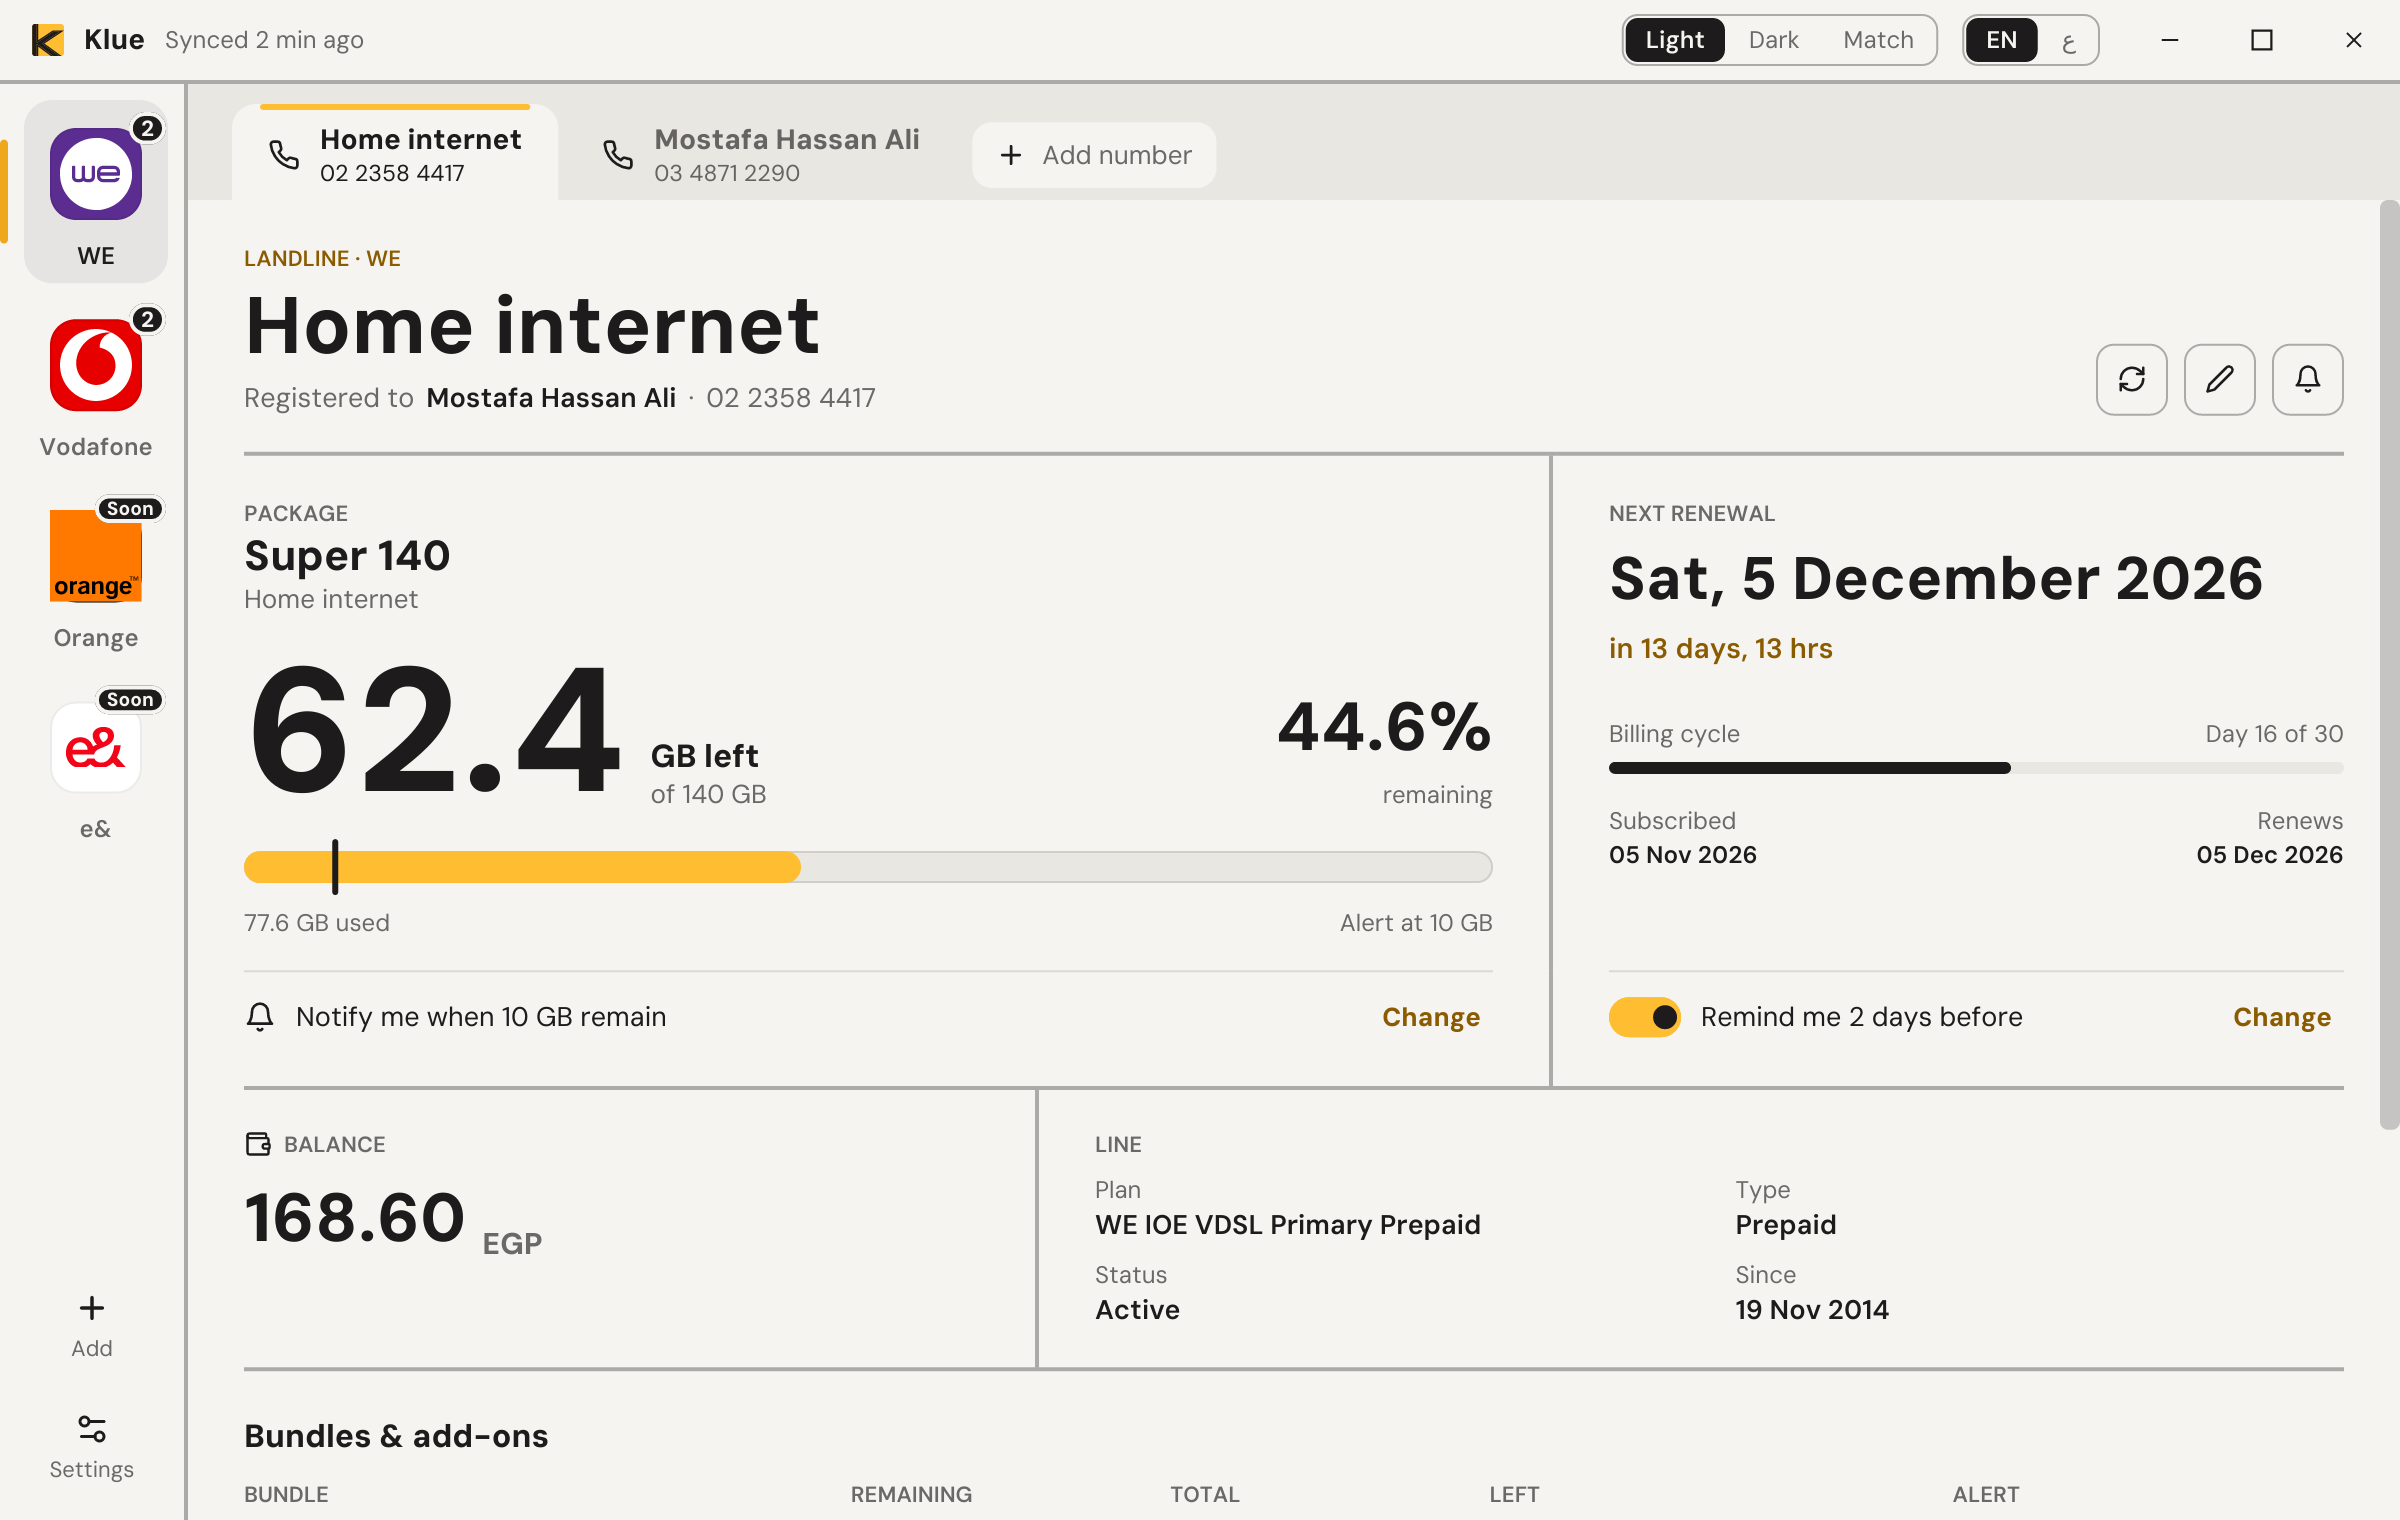 Klue Synced 2 min ago
Light Dark Match EN ع
2
we
WE
2
Vodafone
Soon
orange™
Orange
Soon
e&
e&
Add
Settings
Home internet
02 2358 4417
Mostafa Hassan Ali
03 4871 2290
Add number
LANDLINE · WE
Home internet
Registered to Mostafa Hassan Ali · 02 2358 4417
PACKAGE
Super 140
Home internet
62.4 GB left
of 140 GB
44.6%
remaining
77.6 GB used Alert at 10 GB
Notify me when 10 GB remain Change
NEXT RENEWAL
Sat, 5 December 2026
in 13 days, 13 hrs
Billing cycle Day 16 of 30
Subscribed Renews
05 Nov 2026 05 Dec 2026
Remind me 2 days before Change
BALANCE
168.60 EGP
LINE
Plan Type
WE IOE VDSL Primary Prepaid Prepaid
Status Since
Active 19 Nov 2014
Bundles & add-ons
BUNDLE REMAINING TOTAL LEFT ALERT